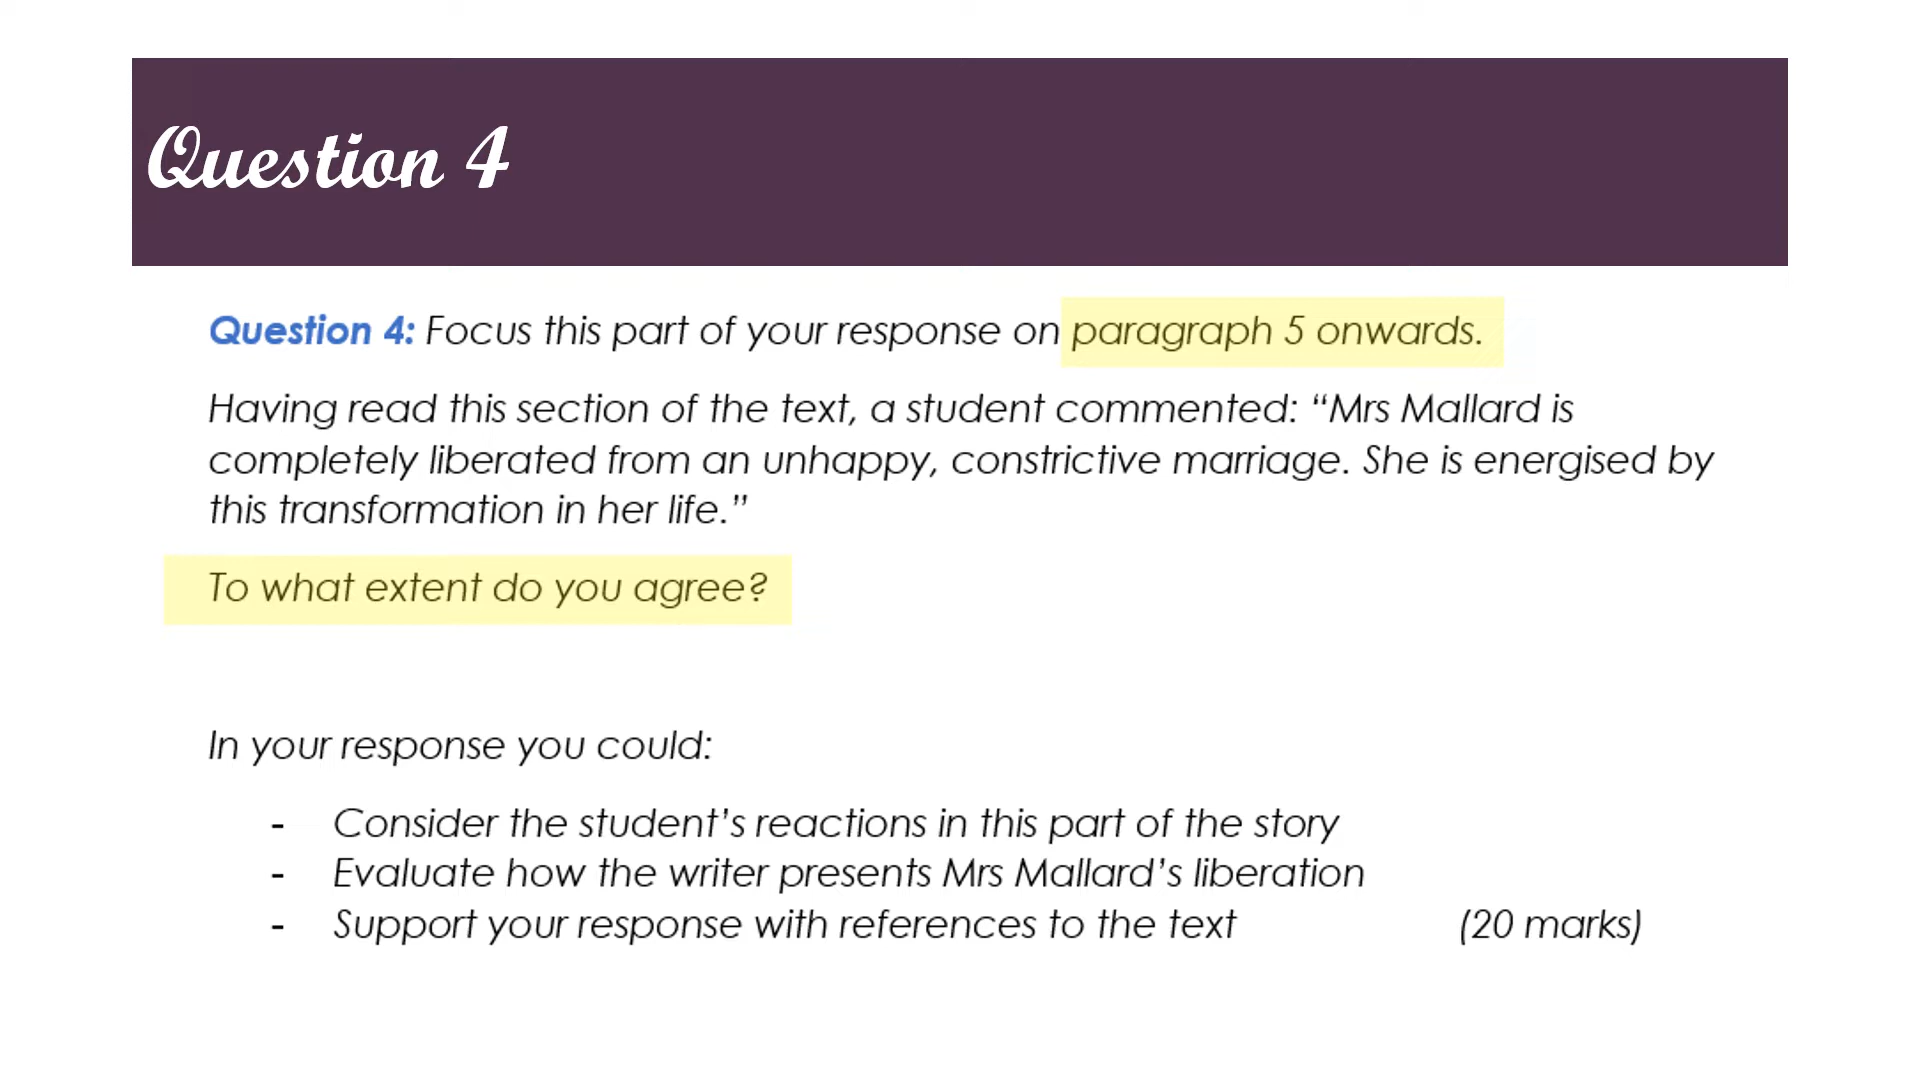 Question 4
Question 4: Focus this part of your response on paragraph 5 onwards.
Having read this section of the text, a student commented: “Mrs Mallard is
completely liberated from an unhappy, constrictive marriage. She is energised by
this transformation in her life.”
To what extent do you agree?
In your response you could:
- Consider the student’s reactions in this part of the story
- Evaluate how the writer presents Mrs Mallard’s liberation
- Support your response with references to the text (20 marks)